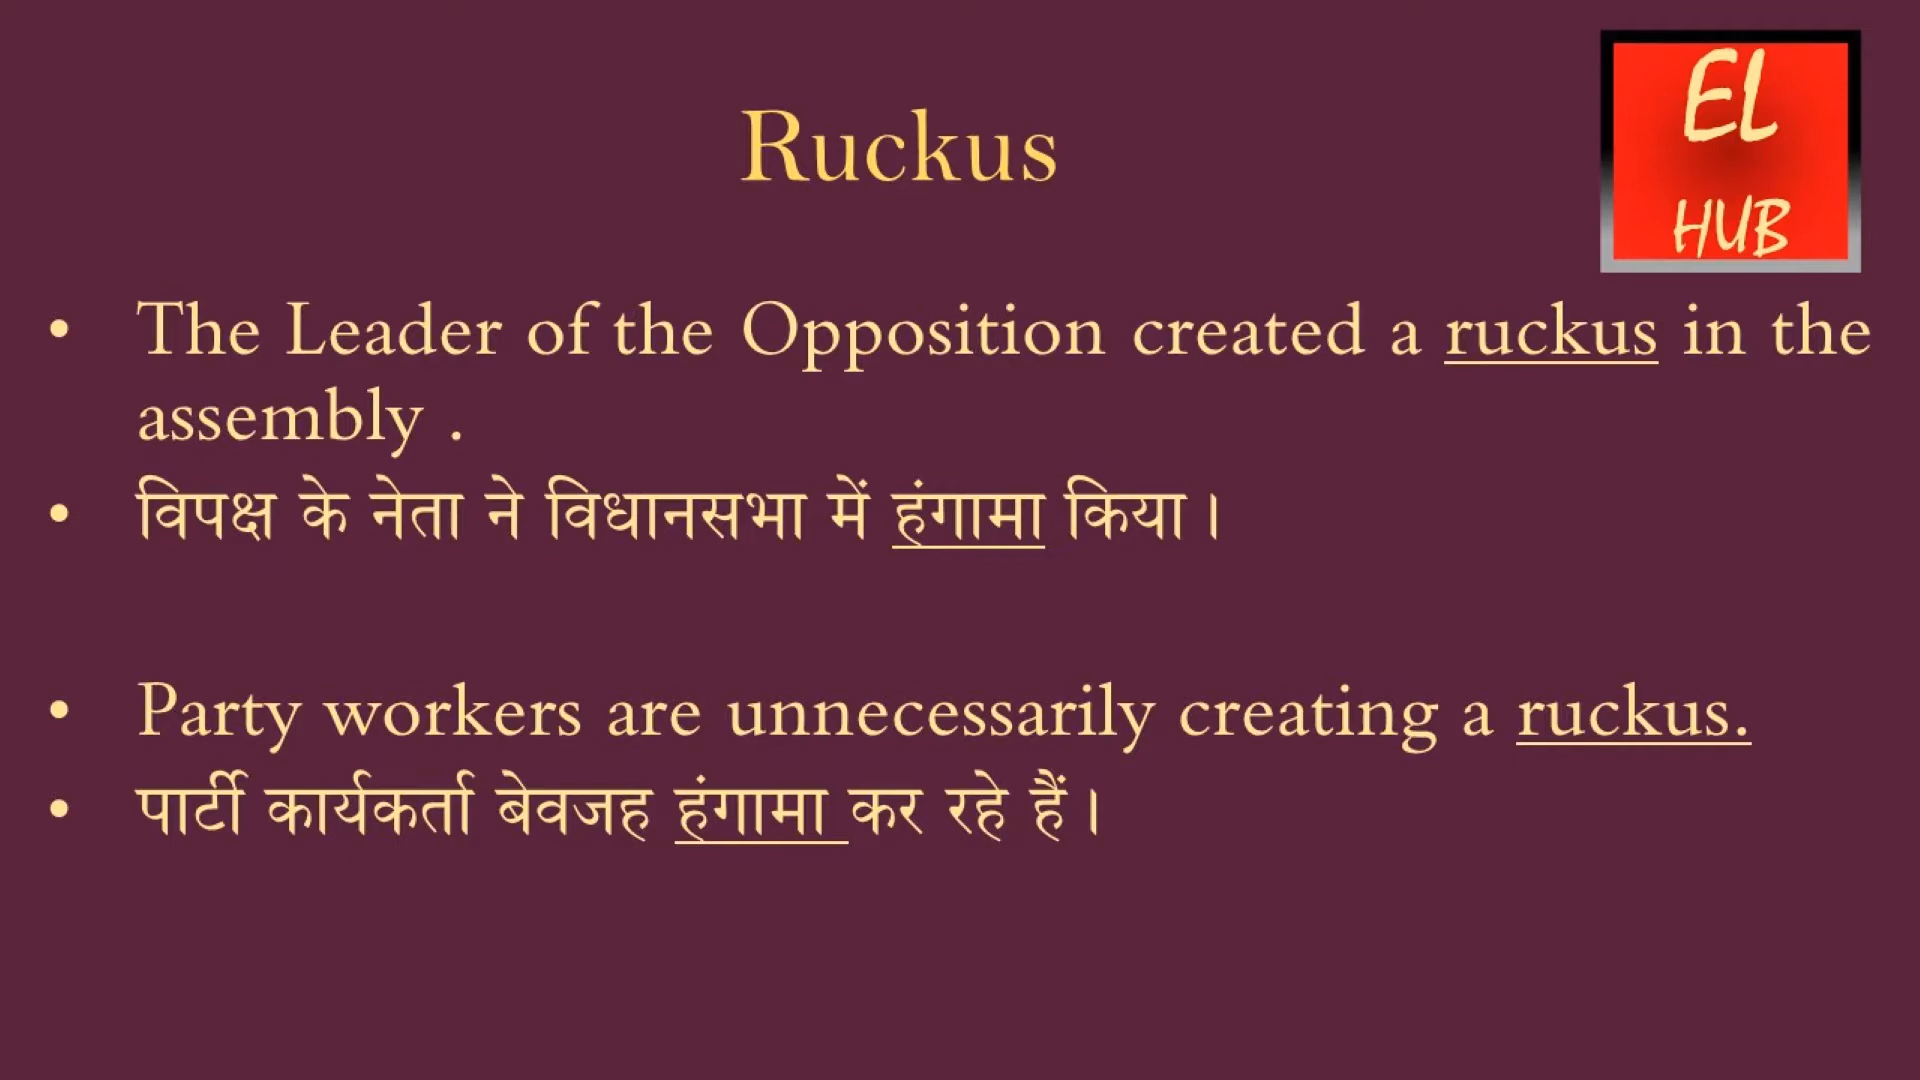 EL
HUB
Ruckus
• The Leader of the Opposition created a ruckus in the
assembly .
• विपक्ष के नेता ने विधानसभा में हंगामा किया।
• Party workers are unnecessarily creating a ruckus.
• पार्टी कार्यकर्ता बेवजह हंगामा कर रहे हैं।